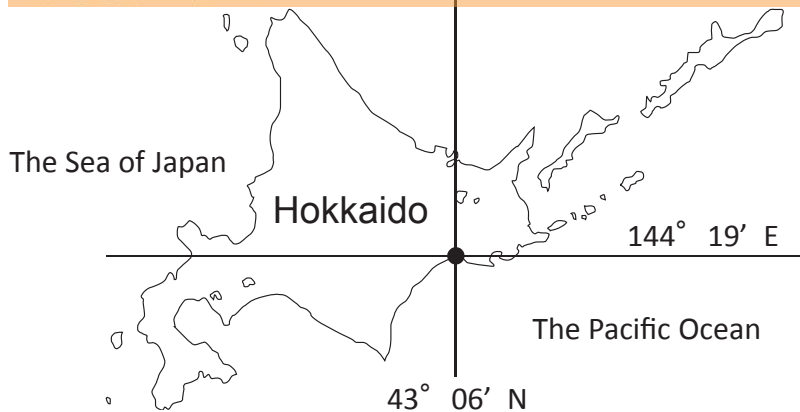 The Sea of Japan
Hokkaido
144° 19′ E
The Pacific Ocean
43° 06′ N